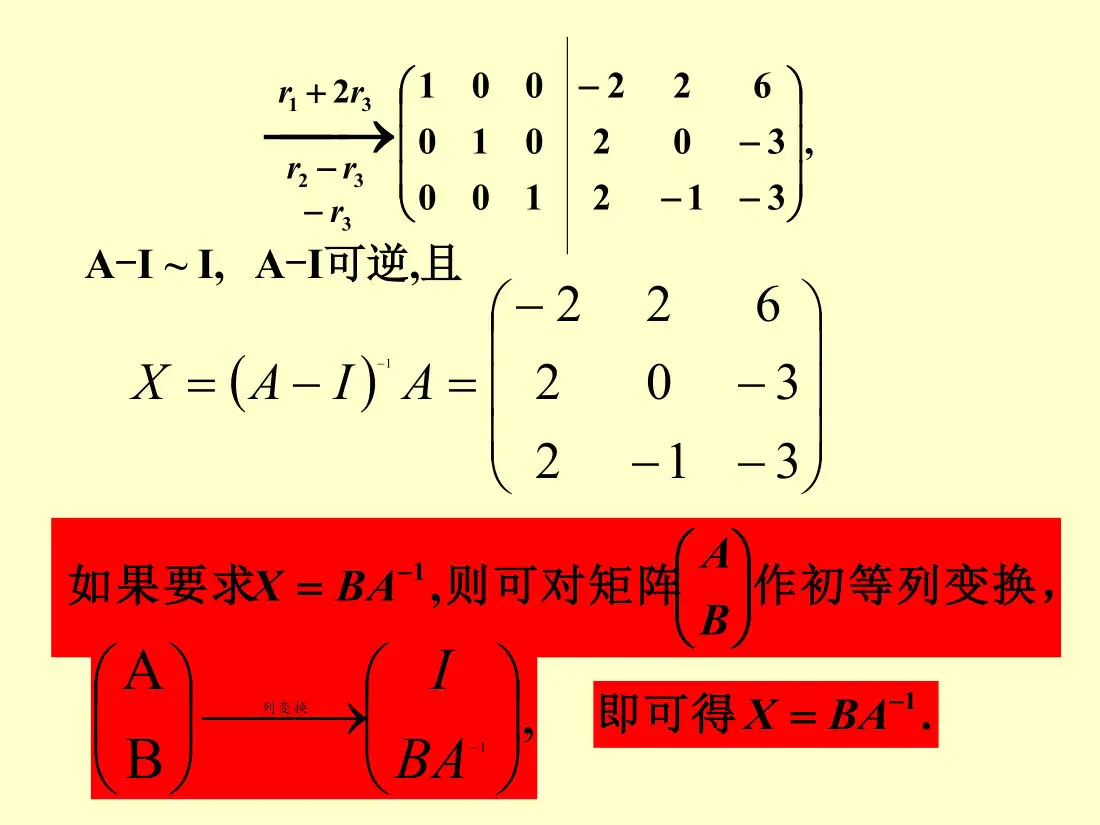 r₁ + 2r₃
r₂ − r₃
− r₃
( 1 0 0 | − 2 2 6
0 1 0 | 2 0 − 3
0 0 1 | 2 − 1 − 3 ) ,
A−I ~ I, A−I可逆,且
X = (A − I)⁻¹ A = ( − 2 2 6
2 0 − 3
2 − 1 − 3 )
如果要求X = BA⁻¹,则可对矩阵(A B)作初等列变换，
(A B) 列变换 → (I BA⁻¹) ,
即可得 X = BA⁻¹.